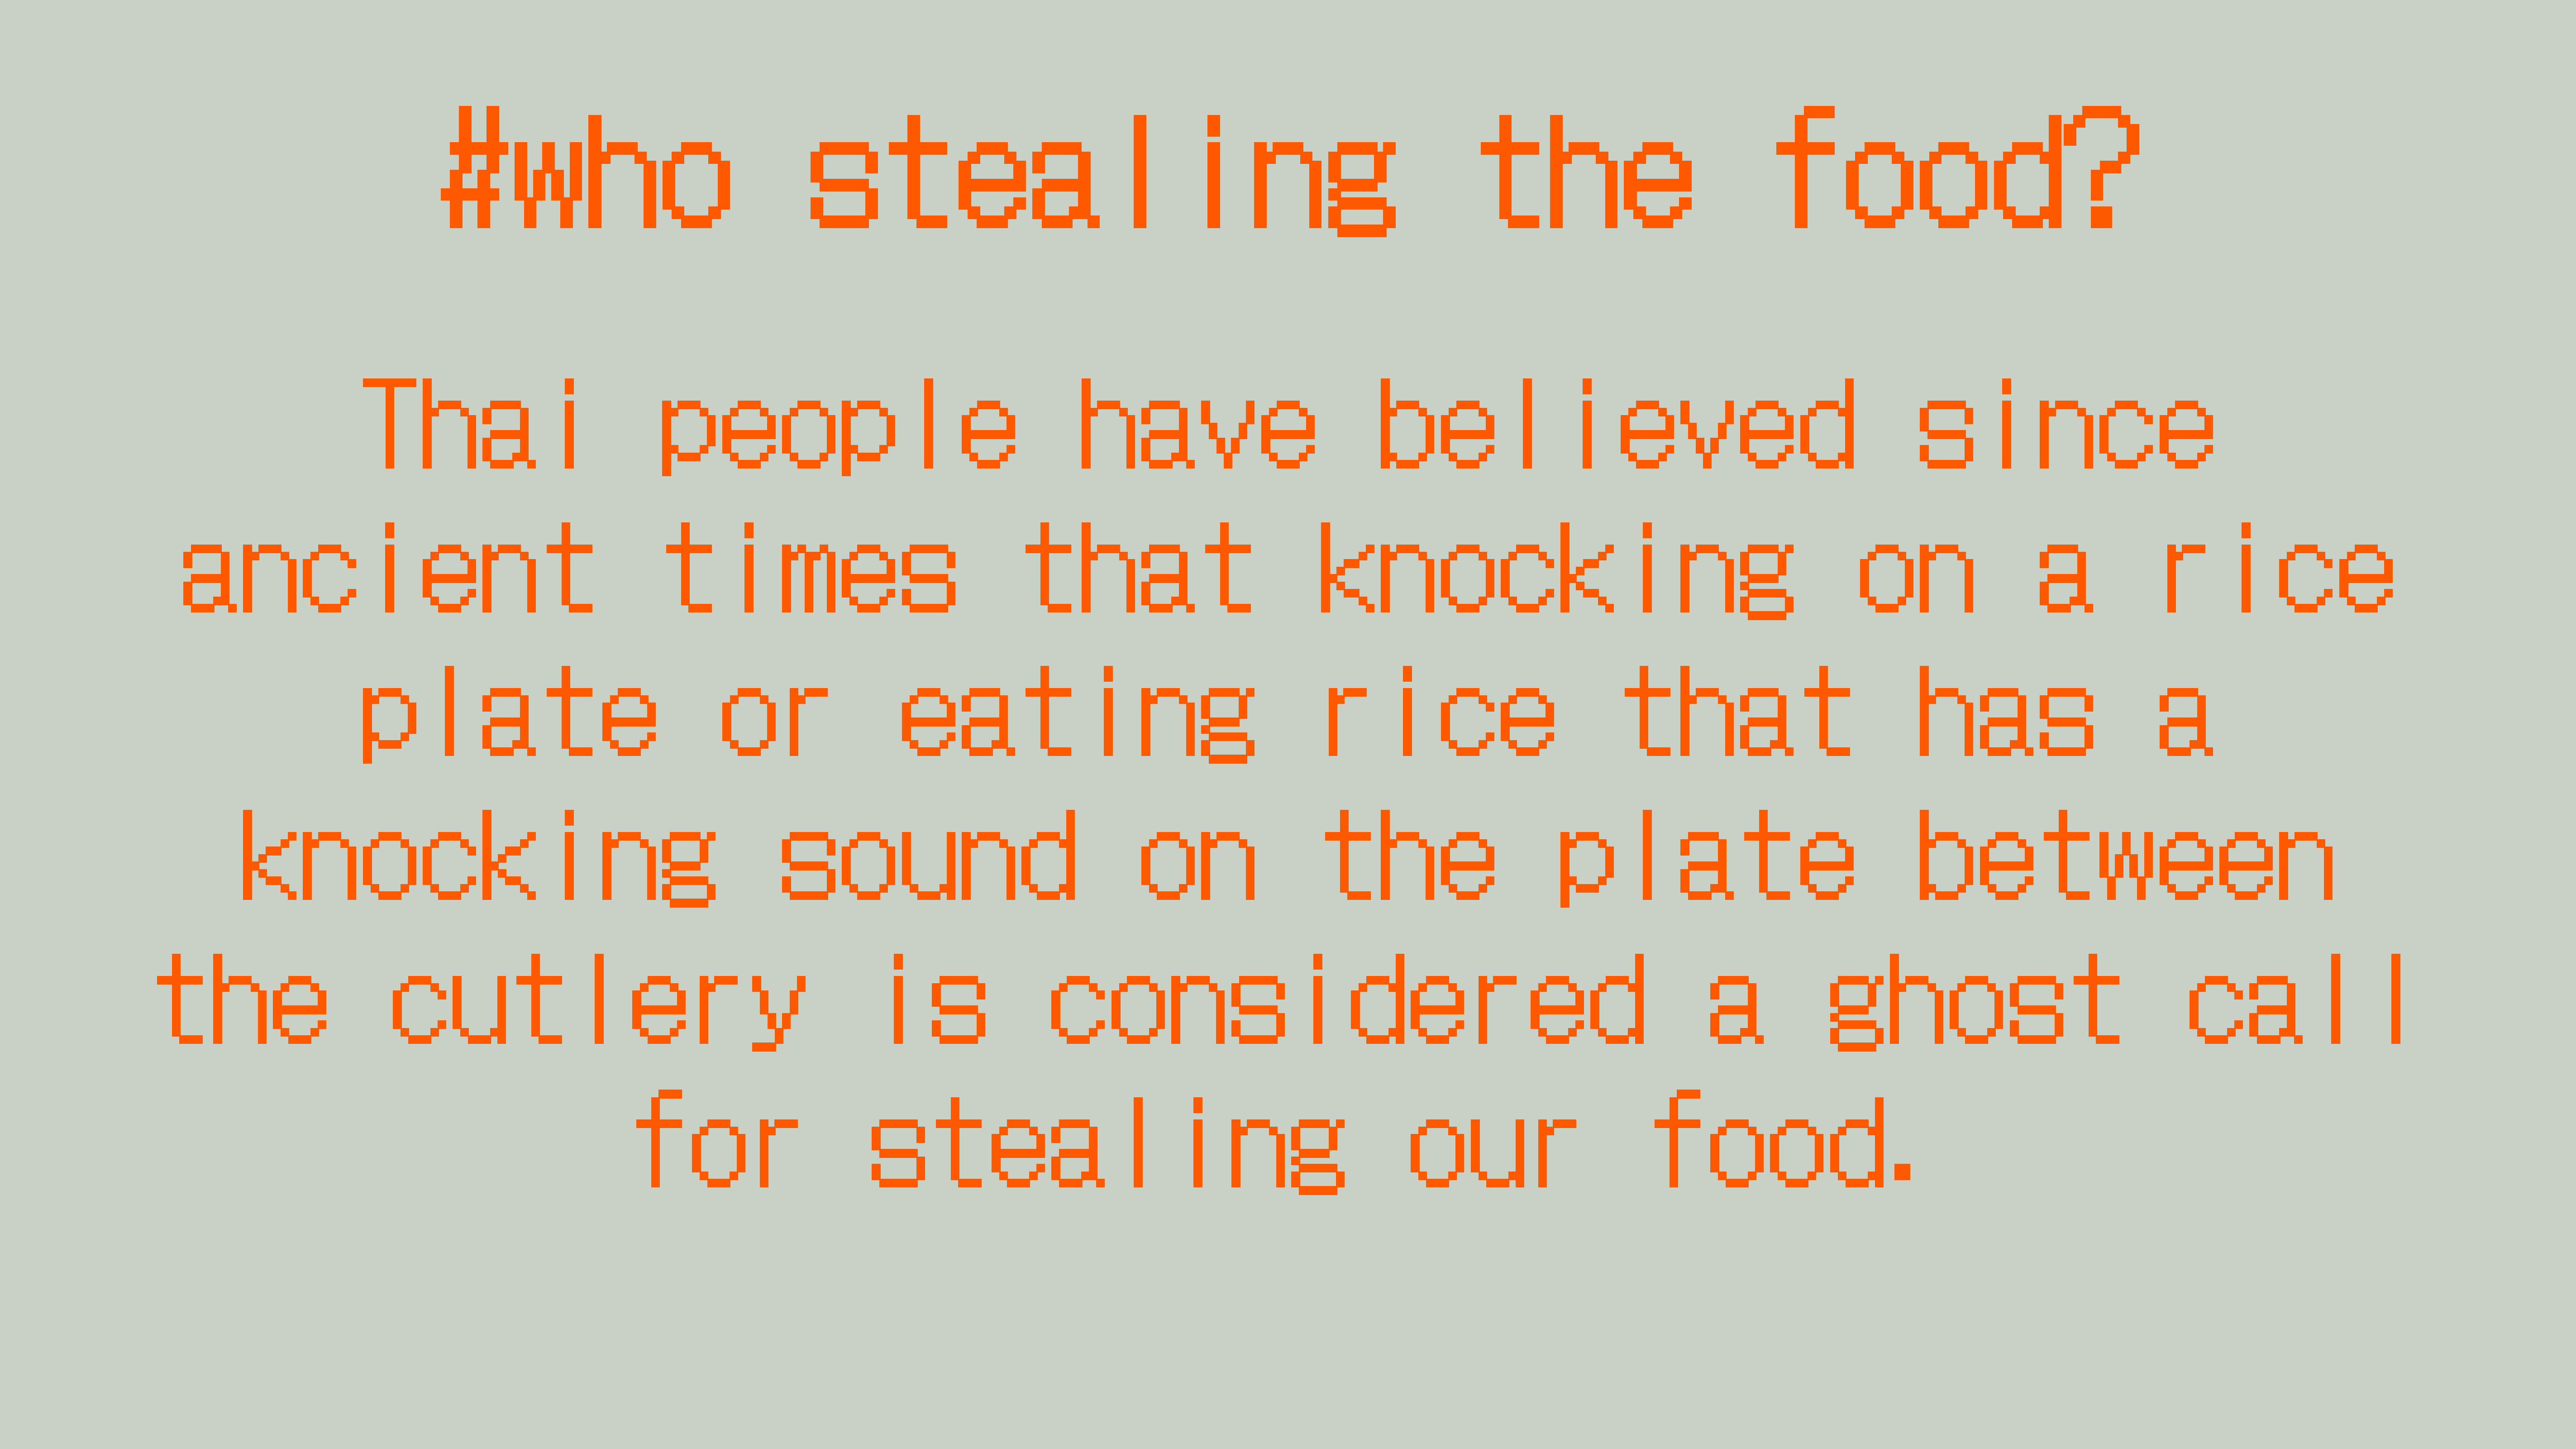 #who stealing the food?
Thai people have believed since
ancient times that knocking on a rice
plate or eating rice that has a
knocking sound on the plate between
the cutlery is considered a ghost call
for stealing our food.